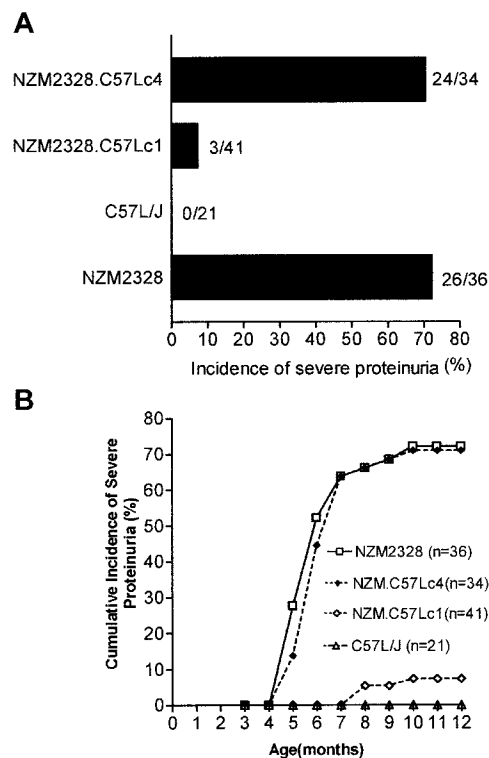 A
NZM2328.C57Lc4
24/34
NZM2328.C57Lc1
3/41
C57L/J
0/21
NZM2328
26/36
0 10 20 30 40 50 60 70 80
Incidence of severe proteinuria (%)
B
Cumulative Incidence of Severe
Proteinuria (%)
80
70
60
50
40
30
20
10
0
NZM2328 (n=36)
NZM.C57Lc4(n=34)
NZM.C57Lc1(n=41)
C57L/J (n=21)
0 1 2 3 4 5 6 7 8 9 10 11 12
Age(months)